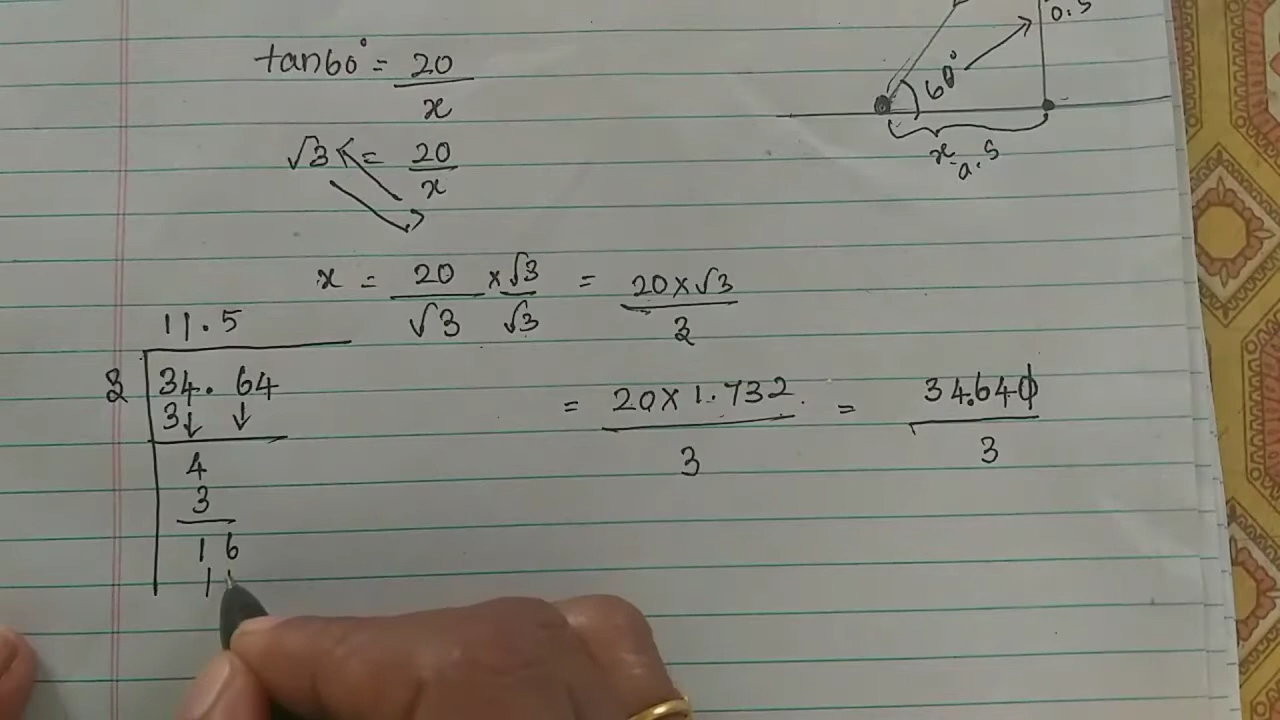 tan60° = 20/x
0.5
60°
x
a.s
√3 = 20/x
x = 20/√3 × √3/√3 = 20×√3/3
11.5
3 34.64
3
= 20×1.732/3 = 34.640/3
4
3
16
1